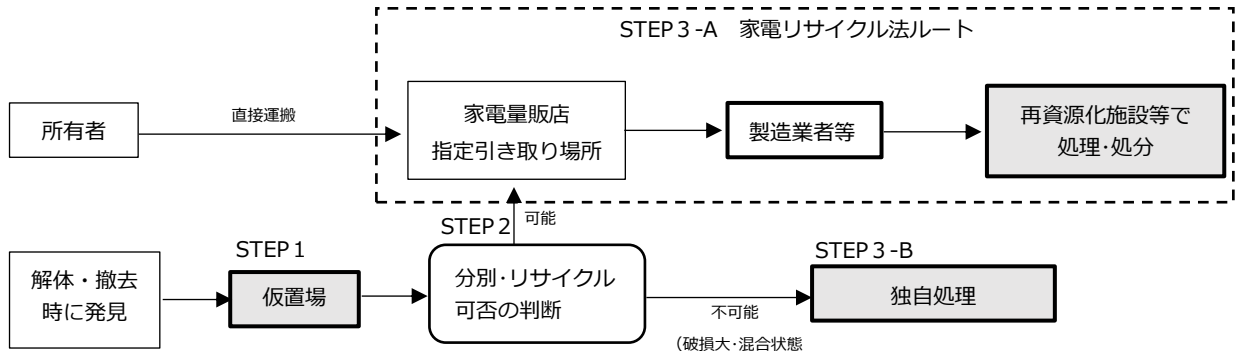 STEP３-A　家電リサイクル法ルート
所有者
直接運搬
家電量販店
指定引き取り場所
製造業者等
再資源化施設等で
処理･処分
STEP２
可能
STEP１
STEP３-B
解体・撤去
時に発見
仮置場
分別･リサイクル
可否の判断
不可能
（破損大･混合状態
独自処理